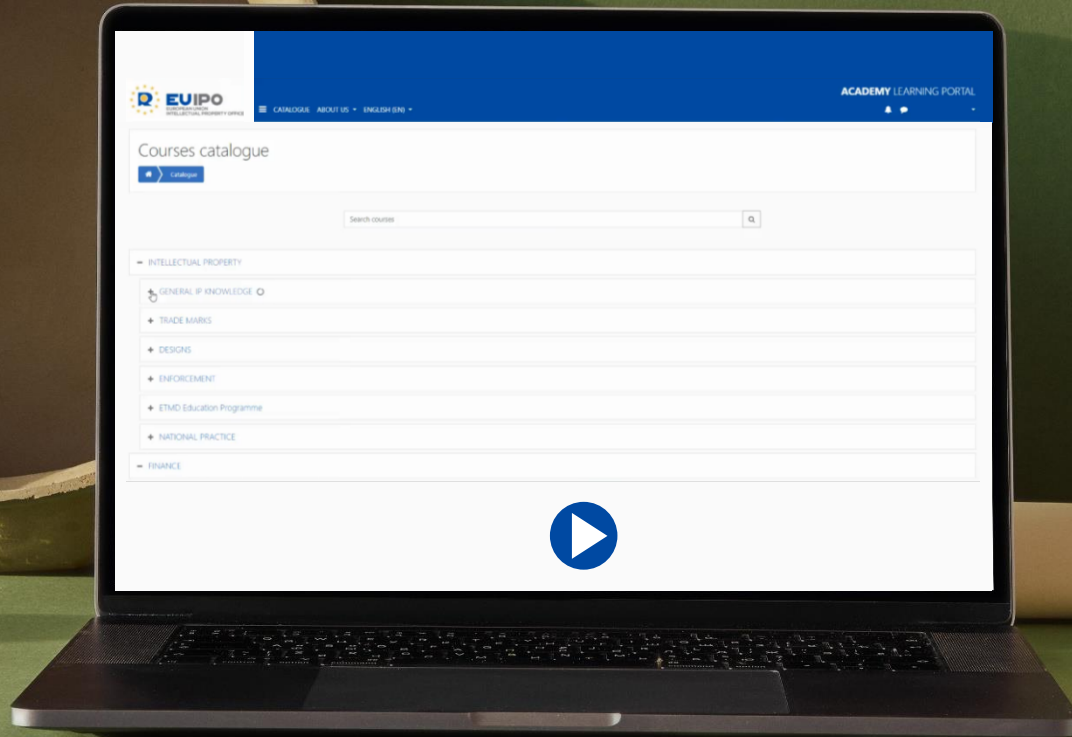 ACADEMY LEARNING PORTAL
EUIPO
EUROPEAN UNION
INTELLECTUAL PROPERTY OFFICE
CATALOGUE ABOUT US ENGLISH (EN)
Courses catalogue
Catalogue
Search courses
INTELLECTUAL PROPERTY
GENERAL IP KNOWLEDGE
TRADE MARKS
DESIGNS
ENFORCEMENT
ETMD Education Programme
NATIONAL PRACTICE
FINANCE